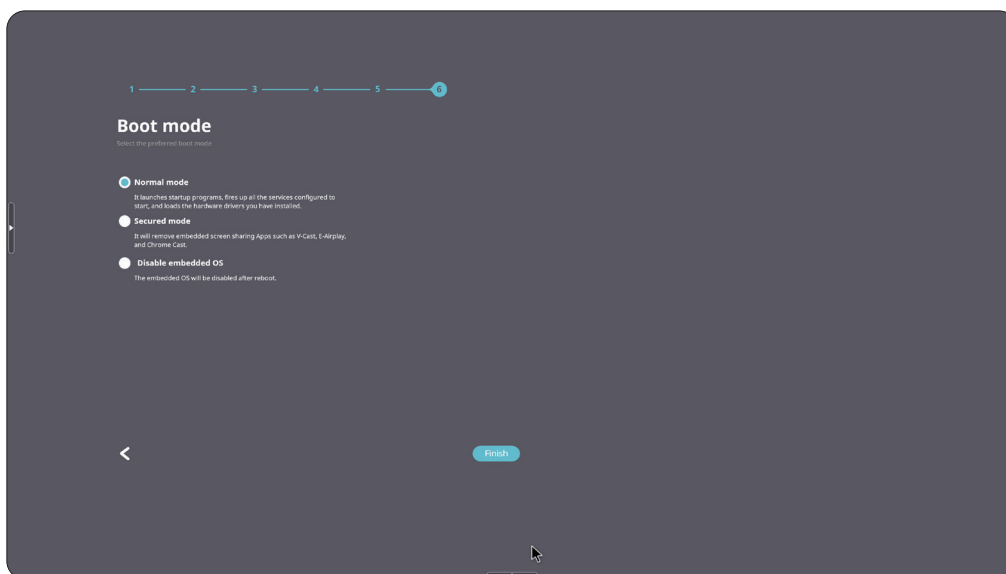 1 2 3 4 5 6
Boot mode
Select the preferred boot mode
Normal mode
It launches startup programs, fires up all the services configured to
start, and loads the hardware drivers you have installed.
Secured mode
It will remove embedded screen sharing Apps such as V-Cast, E-Airplay,
and Chrome Cast.
Disable embedded OS
The embedded OS will be disabled after reboot.
Finish